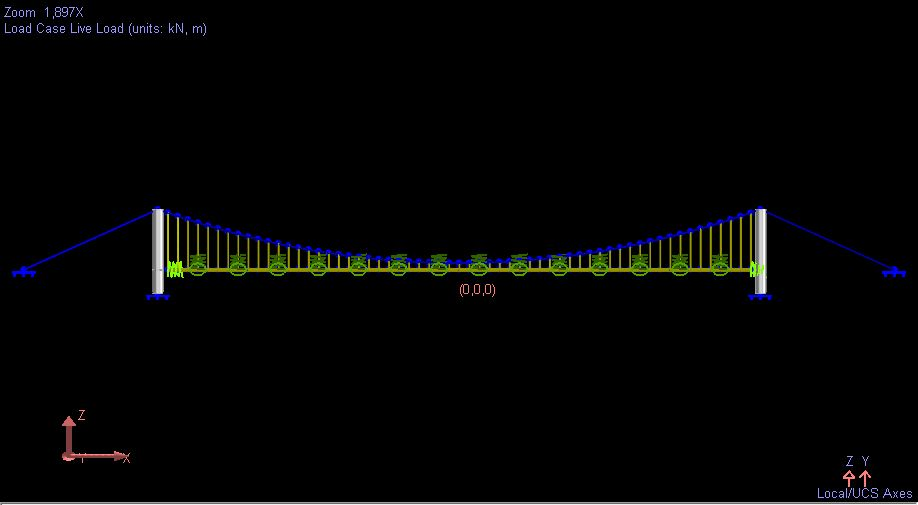 Zoom 1,897X
Load Case Live Load (units: kN, m)
(0,0,0)
Z
Y X
Z Y
Local/UCS Axes